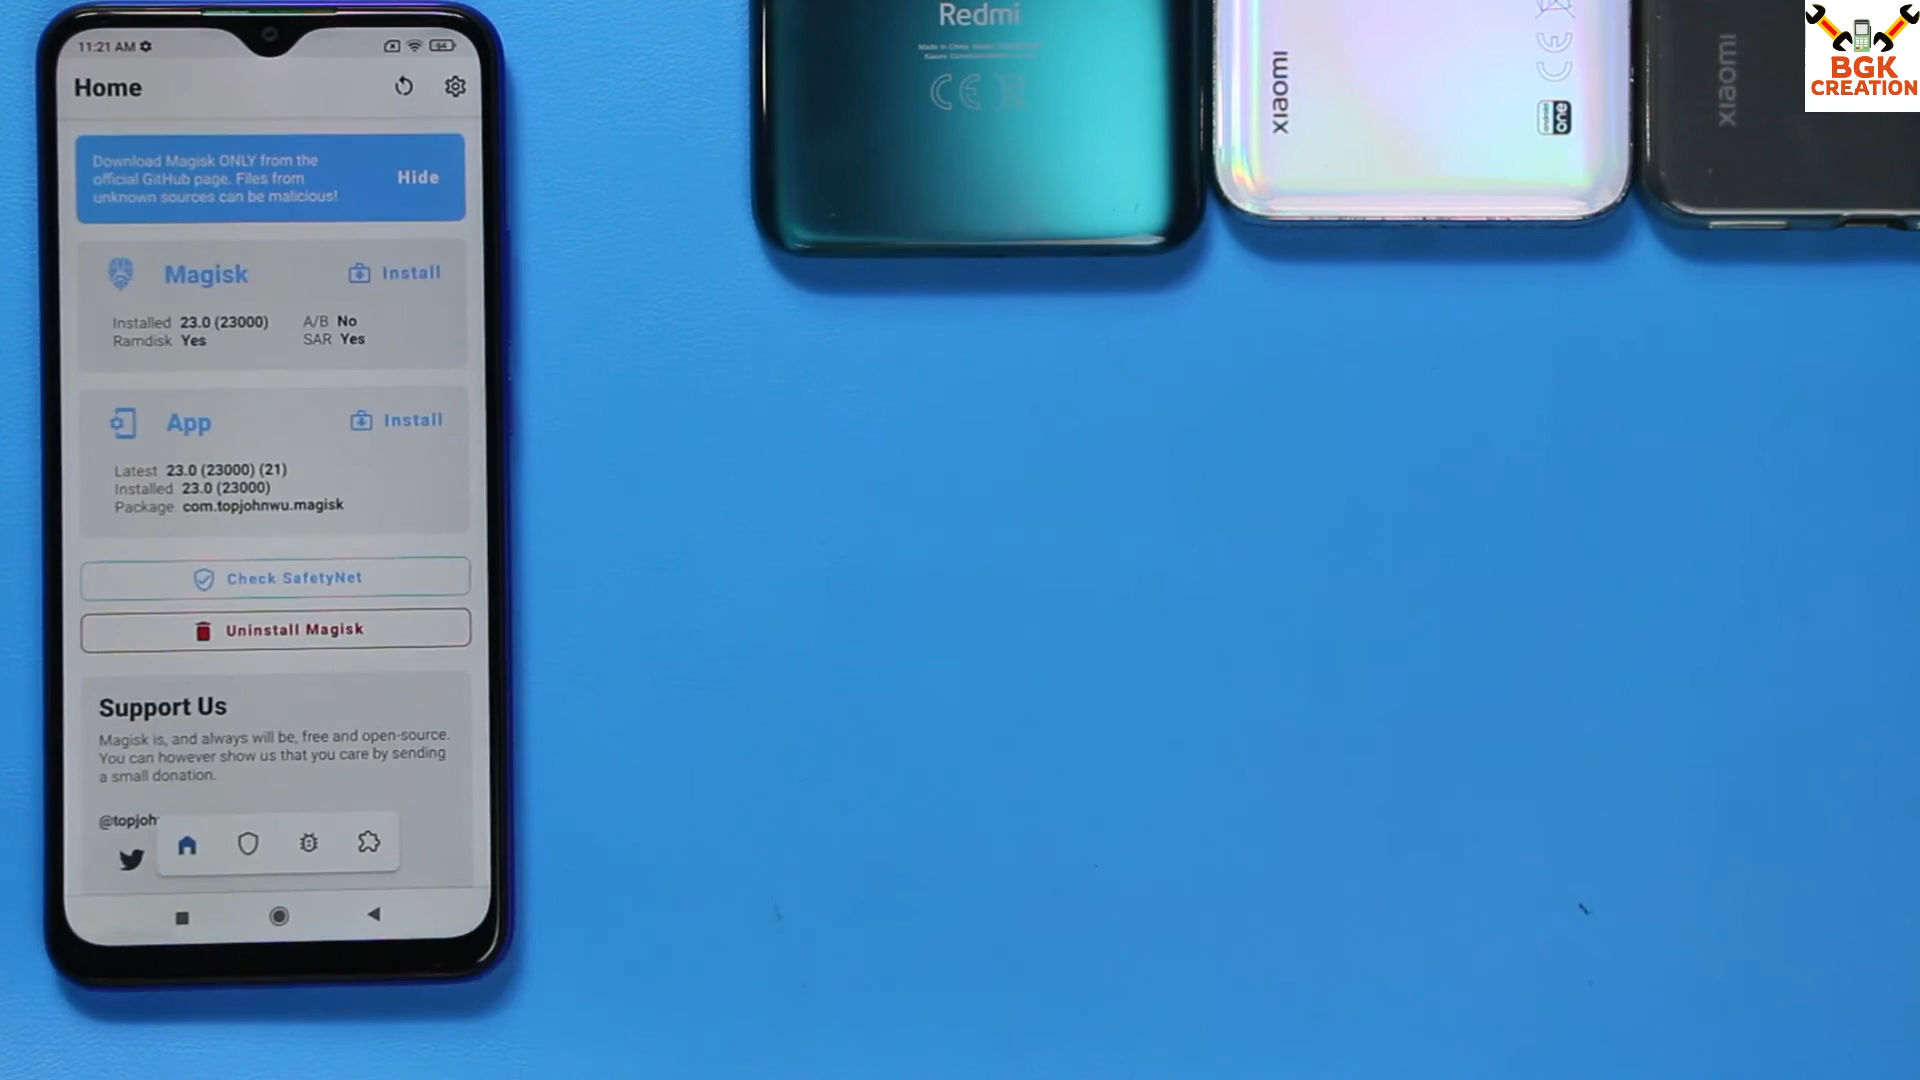 11:21 AM
64
Home
Download Magisk ONLY from the
official GitHub page. Files from
unknown sources can be malicious!
Hide
Magisk
Install
Installed 23.0 (23000)
A/B No
Ramdisk Yes
SAR Yes
App
Install
Latest 23.0 (23000) (21)
Installed 23.0 (23000)
Package com.topjohnwu.magisk
Check SafetyNet
Uninstall Magisk
Support Us
Magisk is, and always will be, free and open-source.
You can however show us that you care by sending
a small donation.
@topjoh
Redmi
CE
xiaomi
CE
android
one
xiaomi
BGK
CREATION